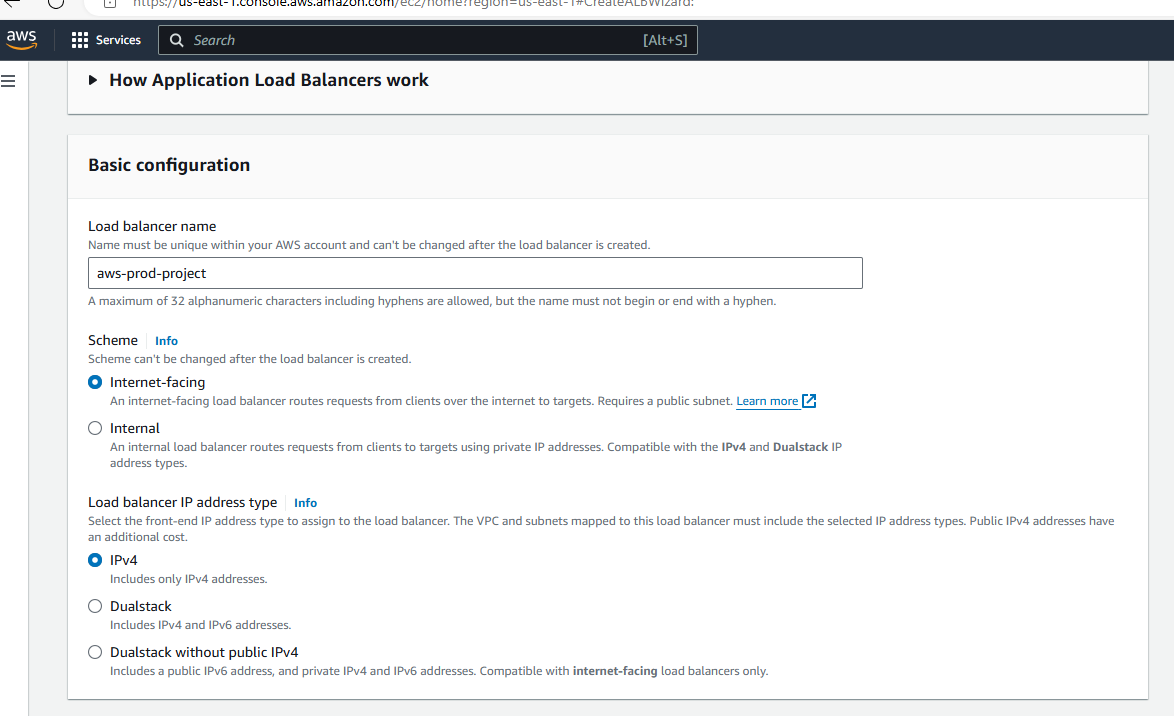 https://us-east-1.console.aws.amazon.com/ec2/home?region=us-east-1#CreateALBWizard:
aws Services Search [Alt+S]
How Application Load Balancers work
Basic configuration
Load balancer name
Name must be unique within your AWS account and can't be changed after the load balancer is created.
aws-prod-project
A maximum of 32 alphanumeric characters including hyphens are allowed, but the name must not begin or end with a hyphen.
Scheme Info
Scheme can't be changed after the load balancer is created.
Internet-facing
An internet-facing load balancer routes requests from clients over the internet to targets. Requires a public subnet. Learn more
Internal
An internal load balancer routes requests from clients to targets using private IP addresses. Compatible with the IPv4 and Dualstack IP
address types.
Load balancer IP address type Info
Select the front-end IP address type to assign to the load balancer. The VPC and subnets mapped to this load balancer must include the selected IP address types. Public IPv4 addresses have
an additional cost.
IPv4
Includes only IPv4 addresses.
Dualstack
Includes IPv4 and IPv6 addresses.
Dualstack without public IPv4
Includes a public IPv6 address, and private IPv4 and IPv6 addresses. Compatible with internet-facing load balancers only.